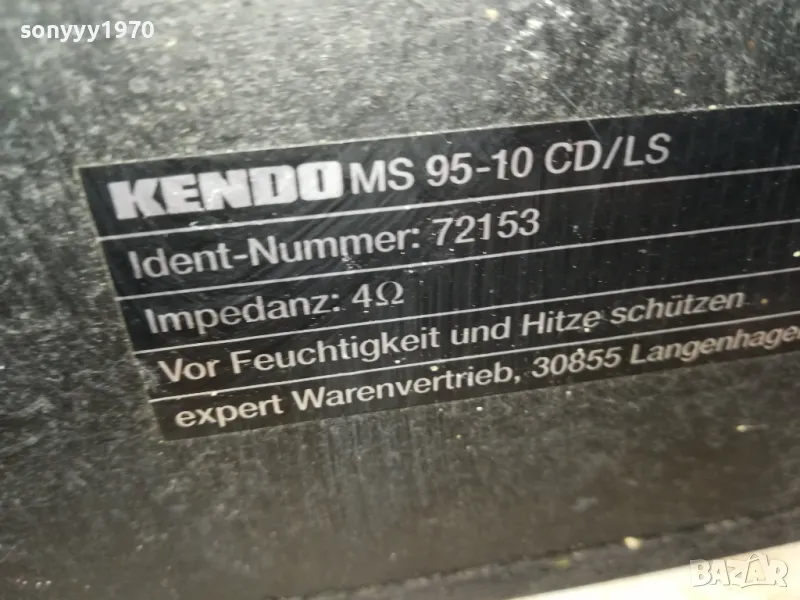 sonyyy1970
KENDO MS 95-10 CD/LS
Ident-Nummer: 72153
Impedanz: 4Ω
Vor Feuchtigkeit und Hitze schützen
expert Warenvertrieb, 30855 Langenhage
BAZAR